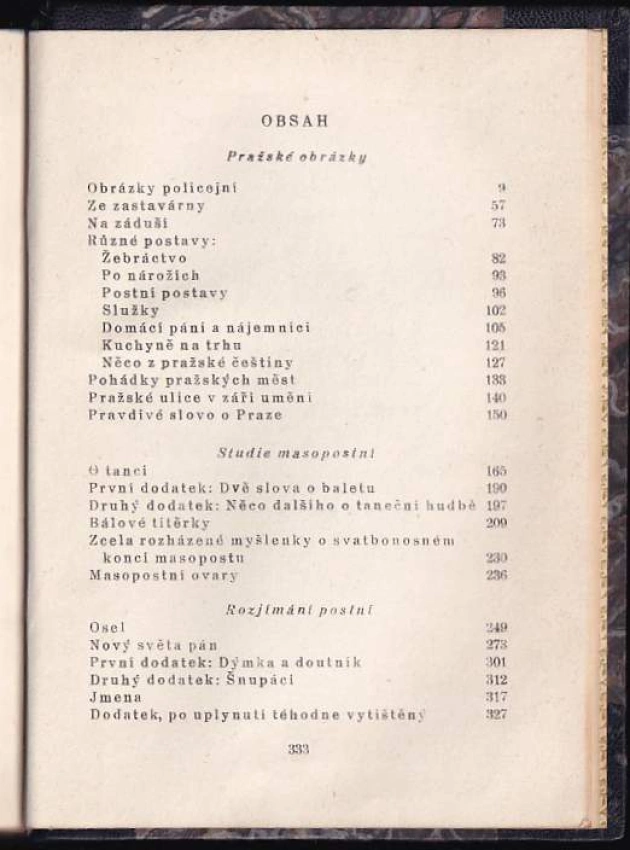 OBSAH
Pražské obrázky
Obrázky policejní 9
Ze zastavárny 57
Na záduší 73
Různé postavy:
Žebráctvo 82
Po nárožích 93
Postní postavy 96
Služky 102
Domácí páni a nájemníci 105
Kuchyně na trhu 121
Něco z pražské češtiny 127
Pohádky pražských měst 133
Pražské ulice v září umění 140
Pravdivé slovo o Praze 150
Studie masopostní
O tanci 165
První dodatek: Dvě slova o baletu 190
Druhý dodatek: Něco dalšího o taneční hudbě 197
Bálové titěrky 209
Zcela rozházené myšlenky o svatbonosném
konci masopostu 230
Masopostní ovary 236
Rozjímání postní
Osel 249
Nový světa pán 273
První dodatek: Dýmka a doutník 301
Druhý dodatek: Šnupáci 312
Jmena 317
Dodatek, po uplynutí téhodne vytištěný 327
333